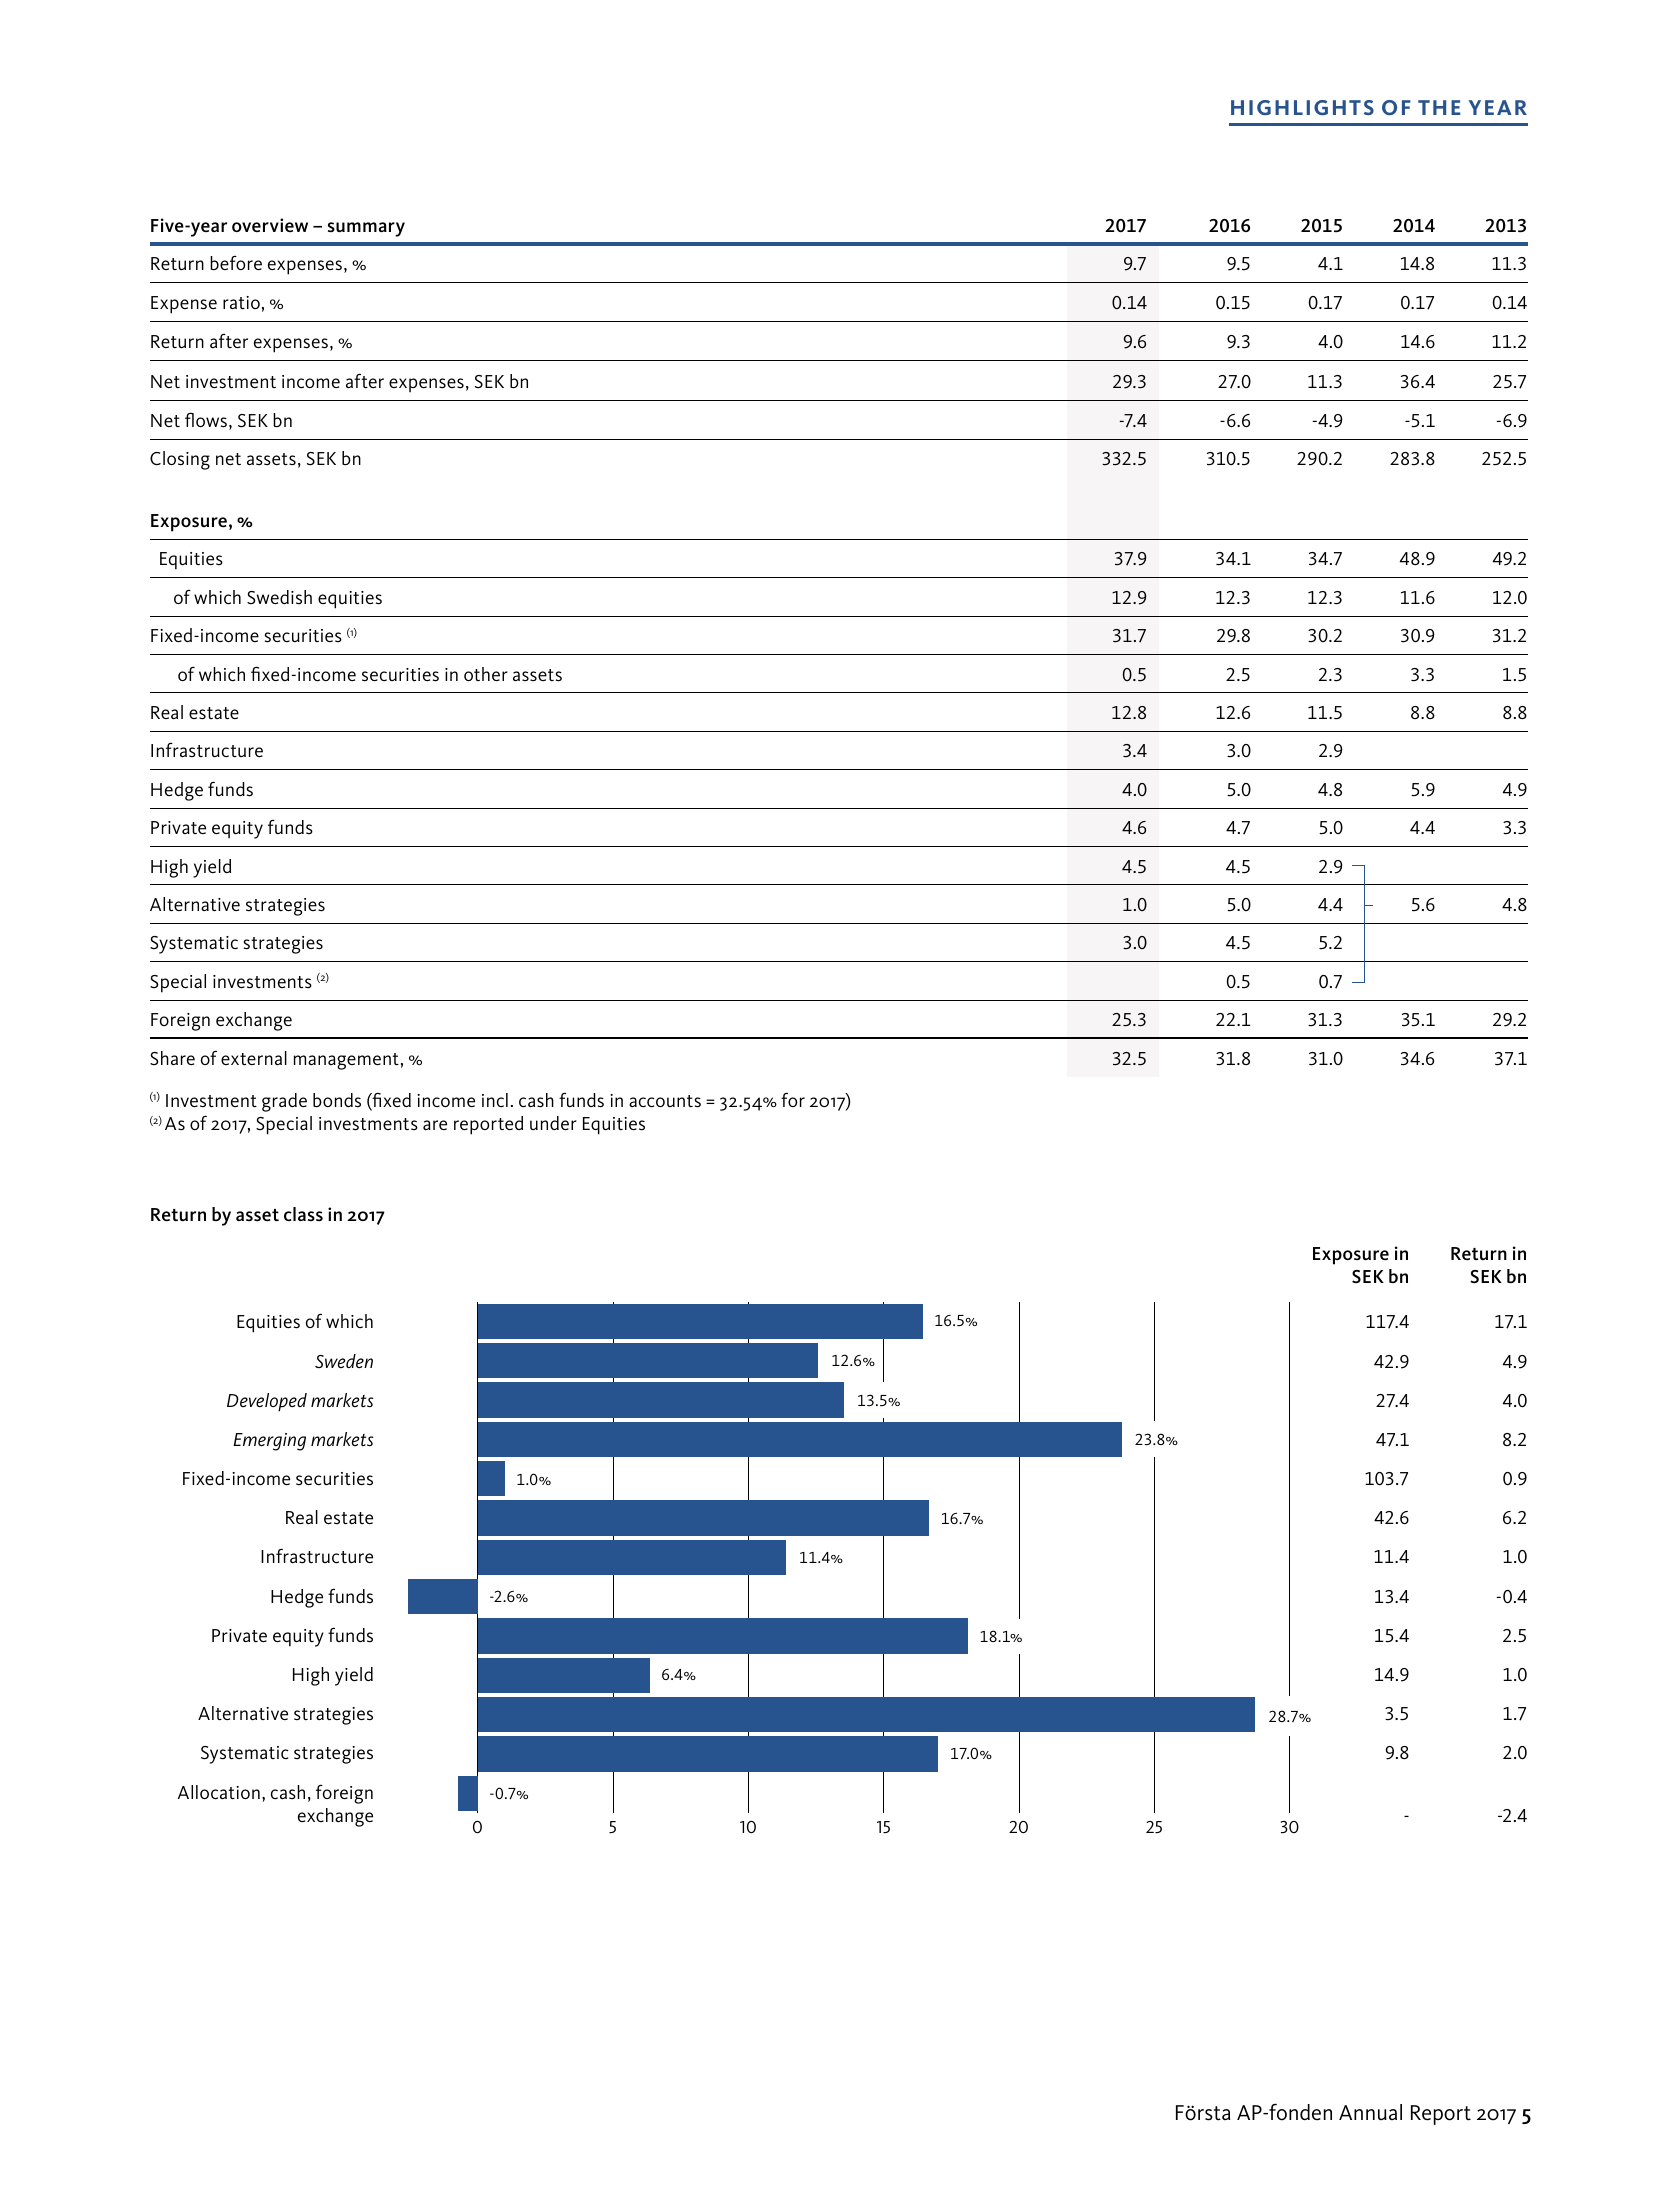 HIGHLIGHTS OF THE YEAR
Five-year overview – summary 2017 2016 2015 2014 2013
Return before expenses, % 9.7 9.5 4.1 14.8 11.3
Expense ratio, % 0.14 0.15 0.17 0.17 0.14
Return after expenses, % 9.6 9.3 4.0 14.6 11.2
Net investment income after expenses, SEK bn 29.3 27.0 11.3 36.4 25.7
Net flows, SEK bn -7.4 -6.6 -4.9 -5.1 -6.9
Closing net assets, SEK bn 332.5 310.5 290.2 283.8 252.5
Exposure, %
Equities 37.9 34.1 34.7 48.9 49.2
of which Swedish equities 12.9 12.3 12.3 11.6 12.0
Fixed-income securities (1) 31.7 29.8 30.2 30.9 31.2
of which fixed-income securities in other assets 0.5 2.5 2.3 3.3 1.5
Real estate 12.8 12.6 11.5 8.8 8.8
Infrastructure 3.4 3.0 2.9
Hedge funds 4.0 5.0 4.8 5.9 4.9
Private equity funds 4.6 4.7 5.0 4.4 3.3
High yield 4.5 4.5 2.9
Alternative strategies 1.0 5.0 4.4 5.6 4.8
Systematic strategies 3.0 4.5 5.2
Special investments (2) 0.5 0.7
Foreign exchange 25.3 22.1 31.3 35.1 29.2
Share of external management, % 32.5 31.8 31.0 34.6 37.1
(1) Investment grade bonds (fixed income incl. cash funds in accounts = 32.54% for 2017)
(2) As of 2017, Special investments are reported under Equities
Return by asset class in 2017
Exposure in Return in
SEK bn SEK bn
Equities of which 16.5% 117.4 17.1
Sweden 12.6% 42.9 4.9
Developed markets 13.5% 27.4 4.0
Emerging markets 23.8% 47.1 8.2
Fixed-income securities 1.0% 103.7 0.9
Real estate 16.7% 42.6 6.2
Infrastructure 11.4% 11.4 1.0
Hedge funds -2.6% 13.4 -0.4
Private equity funds 18.1% 15.4 2.5
High yield 6.4% 14.9 1.0
Alternative strategies 28.7% 3.5 1.7
Systematic strategies 17.0% 9.8 2.0
Allocation, cash, foreign -0.7%
exchange - -2.4
0 5 10 15 20 25 30
Första AP-fonden Annual Report 2017 5